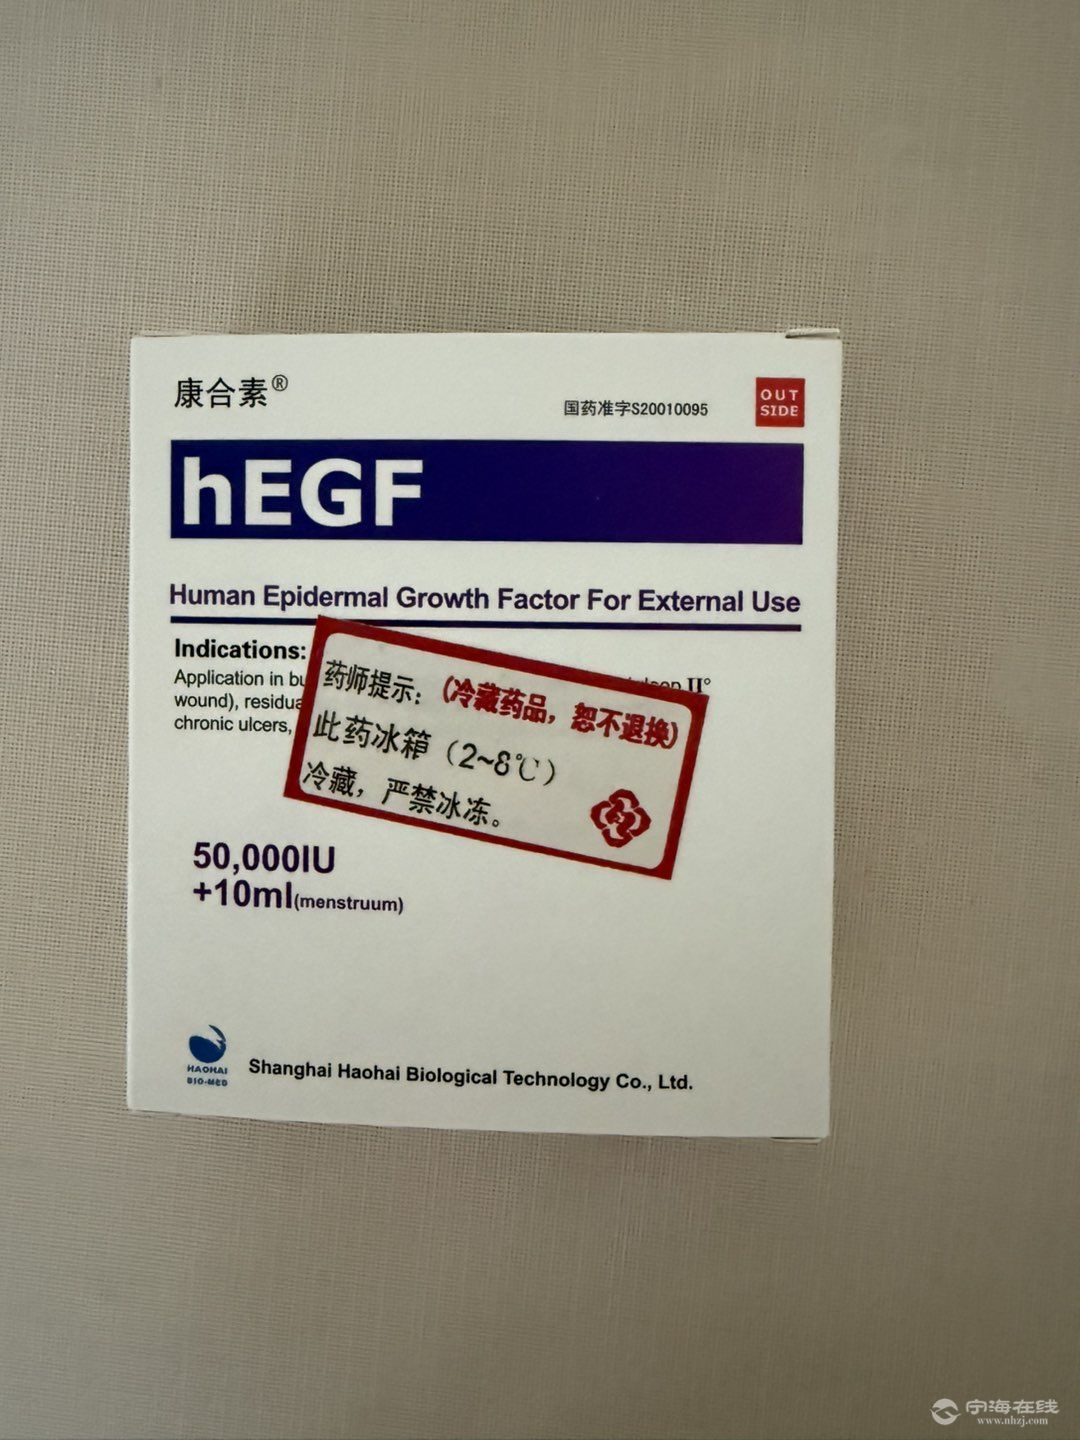 康合素®
国药准字S20010095
OUT
SIDE
hEGF
Human Epidermal Growth Factor For External Use
Indications:
Application in
II°
wound),
chronic ulcers,
药师提示：（冷藏药品，恕不退换）
此药冰箱（2~8℃）
冷藏，严禁冰冻。
50,000IU
+10ml(menstruum)
HAOHAI
BIO-MED
Shanghai Haohai Biological Technology Co., Ltd.
宁海在线
www.nhzj.com